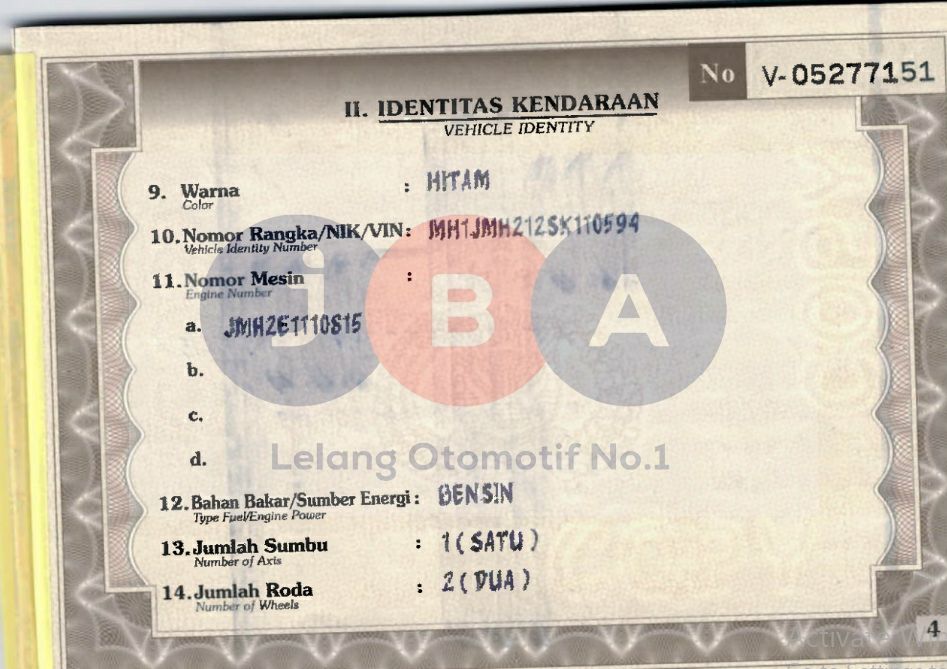 No V-05277151
II. IDENTITAS KENDARAAN
VEHICLE IDENTITY
9. Warna : HITAM
Color
10. Nomor Rangka/NIK/VIN: MH1JMH212SK110594
Vehicle Identity Number
11. Nomor Mesin :
Engine Number
a. JMH2E1110815
b.
c.
d.
jBA
Lelang Otomotif No.1
12. Bahan Bakar/Sumber Energi : BENSIN
Type Fuel/Engine Power
13. Jumlah Sumbu : 1 ( SATU )
Number of Axis
14. Jumlah Roda : 2 ( DUA )
Number of Wheels
4